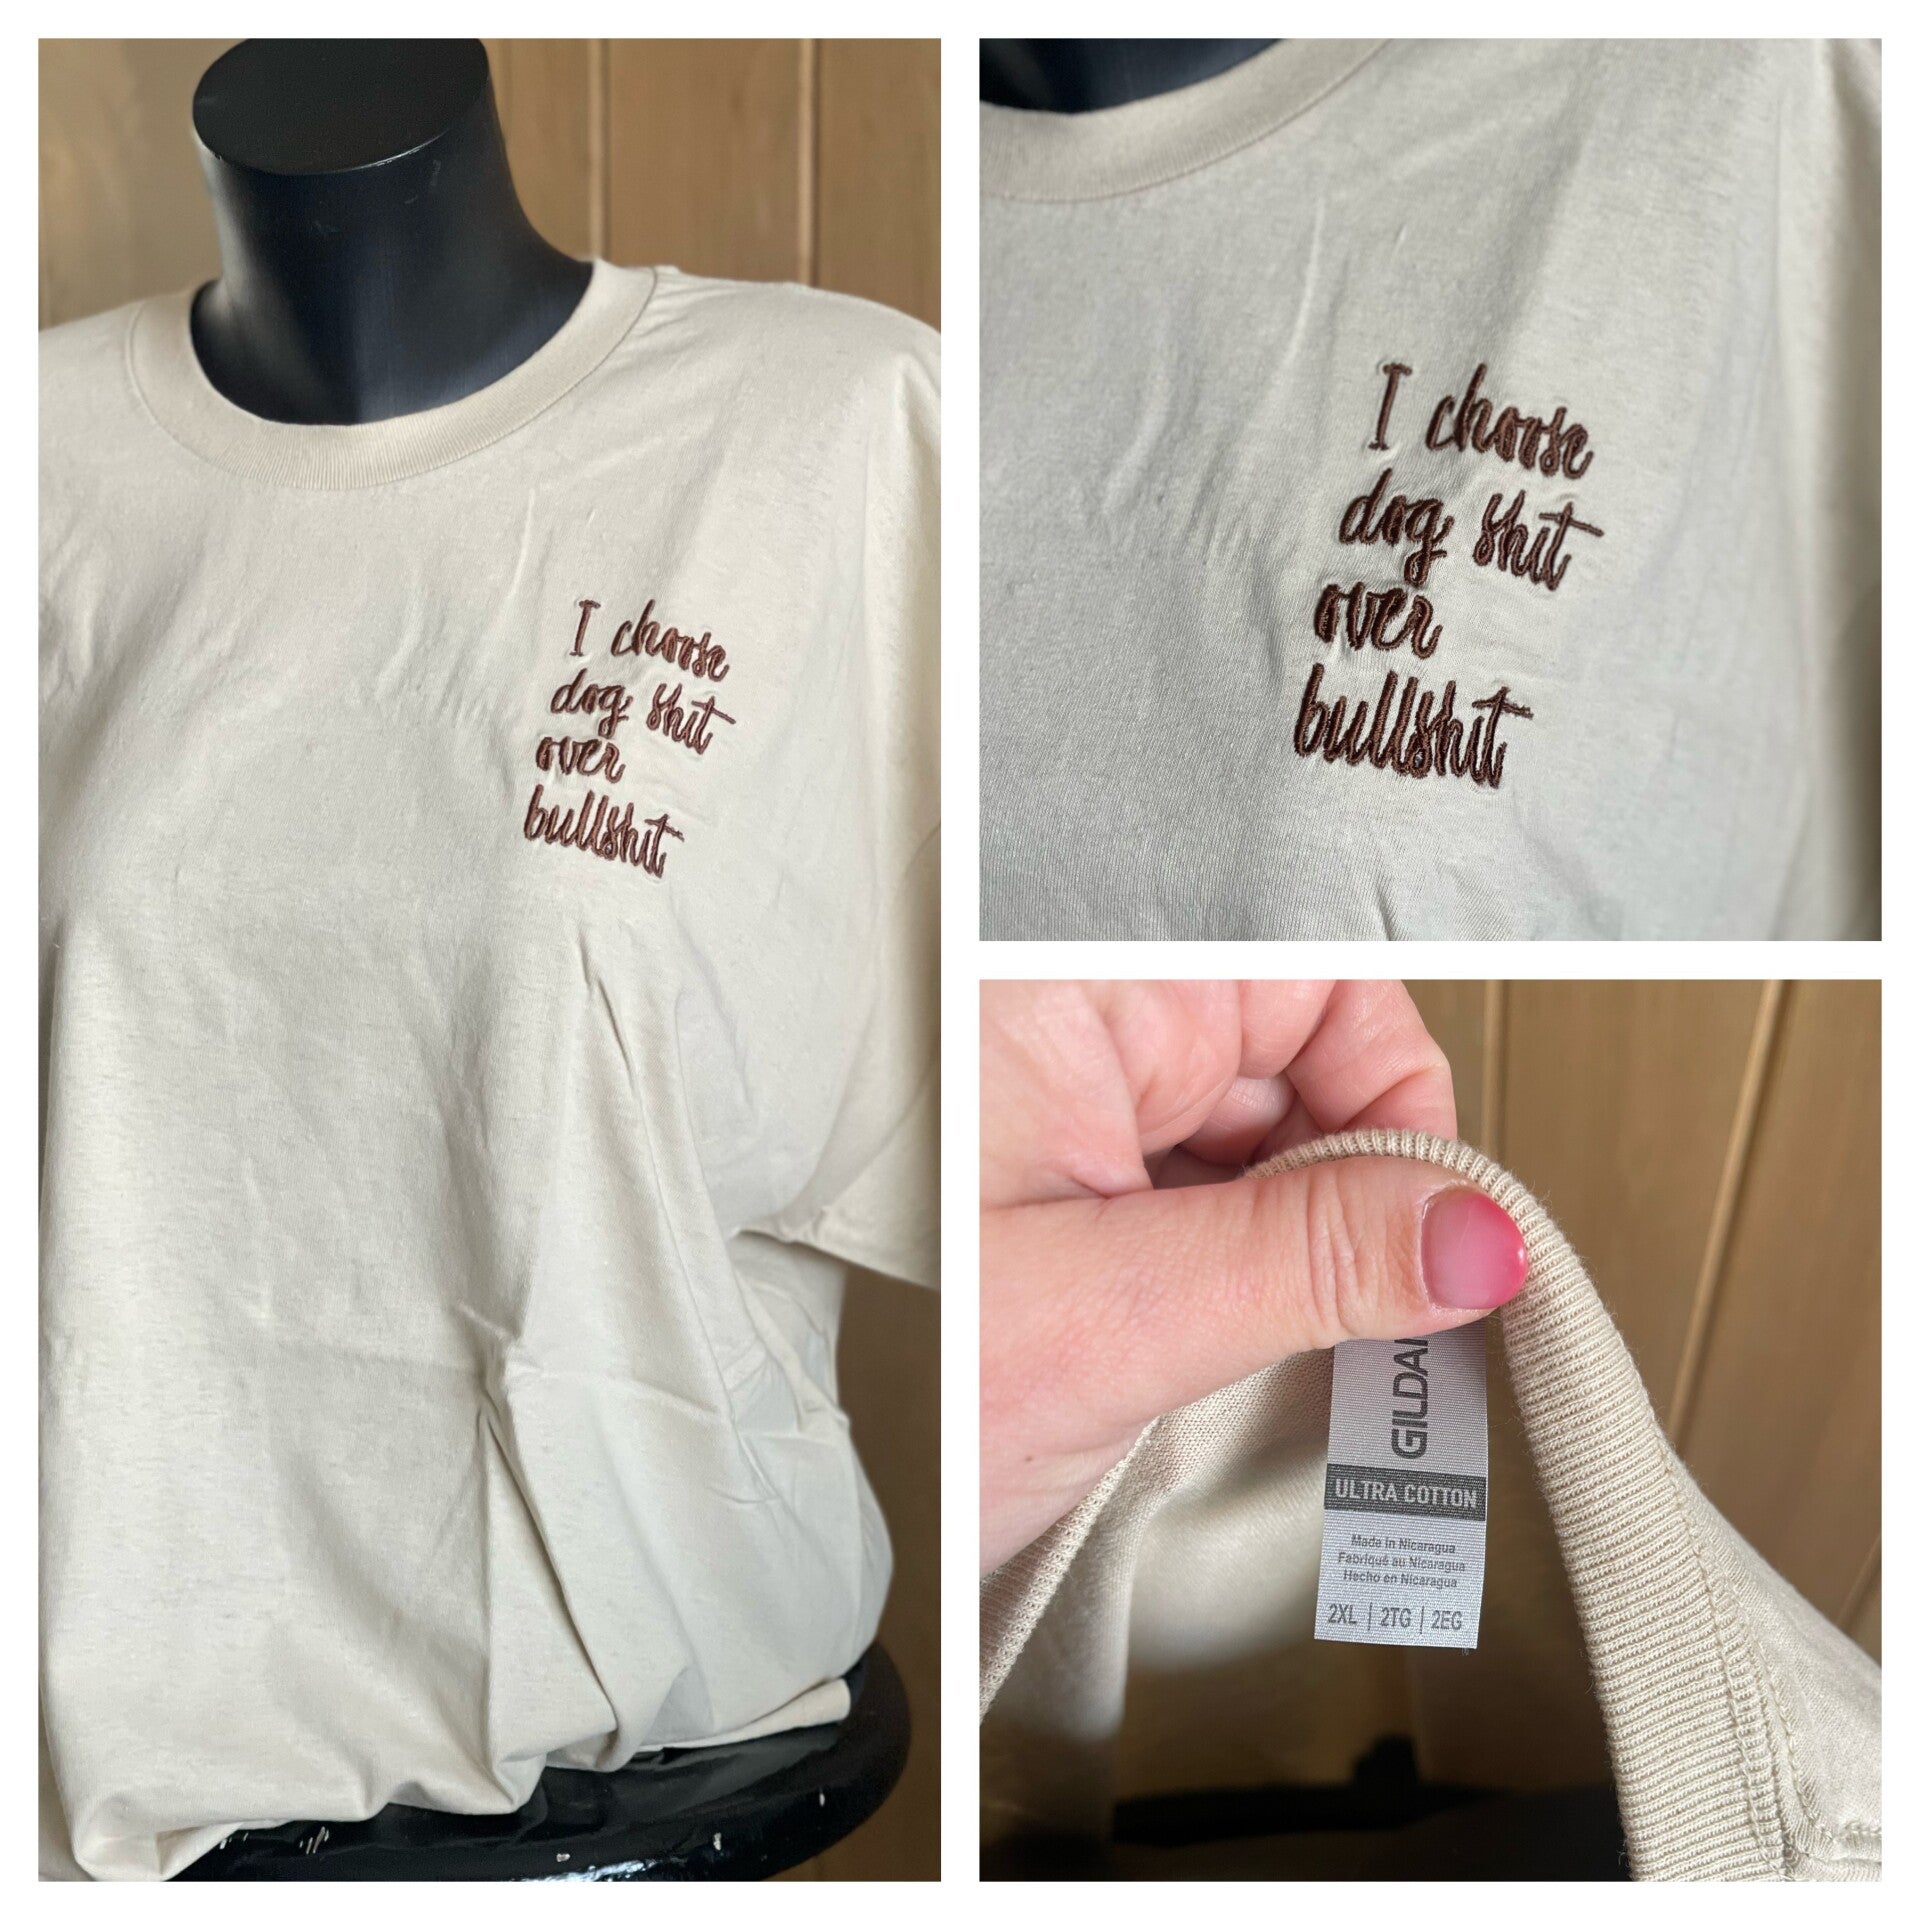 I choose
dog shit
over
bullshit
I choose
dog shit
over
bullshit
GILDA
ULTRA COTTON
Made in Nicaragua
Fabriqué au Nicaragua
Hecho en Nicaragua
2XL | 2TG | 2EG